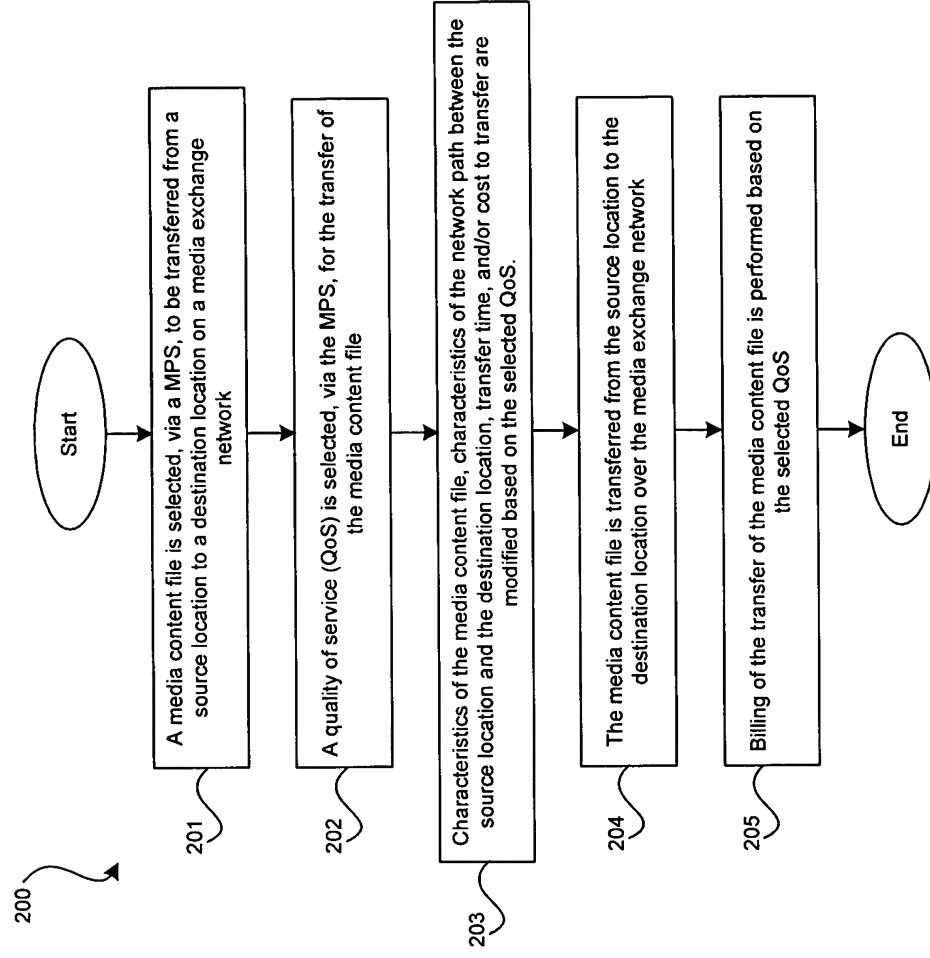 200
Start
201
A media content file is selected, via a MPS, to be transferred from a
source location to a destination location on a media exchange
network
202
A quality of service (QoS) is selected, via the MPS, for the transfer of
the media content file
203
Characteristics of the media content file, characteristics of the network path between the
source location and the destination location, transfer time, and/or cost to transfer are
modified based on the selected QoS.
204
The media content file is transferred from the source location to the
destination location over the media exchange network
205
Billing of the transfer of the media content file is performed based on
the selected QoS
End